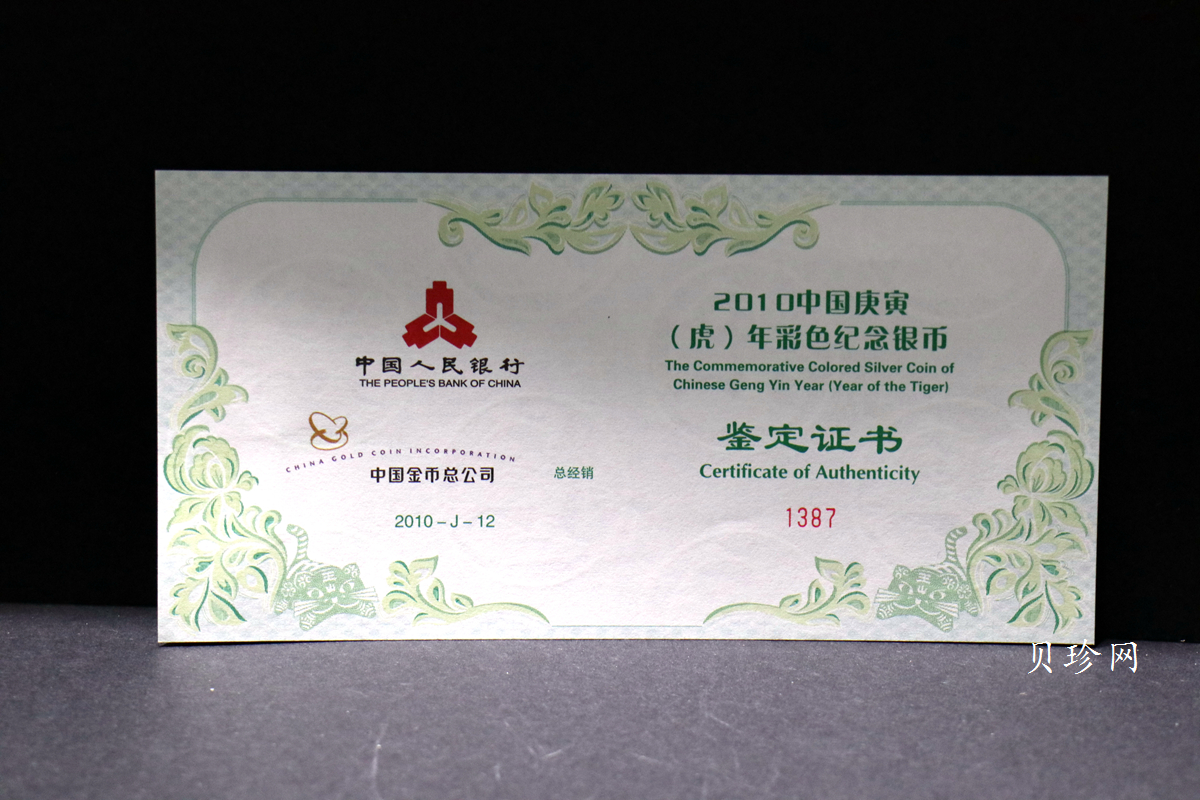 中国人民银行
THE PEOPLE'S BANK OF CHINA
CHINA GOLD COIN INCORPORATION
中国金币总公司
总经销
2010－J－12
2010中国庚寅
（虎）年彩色纪念银币
The Commemorative Colored Silver Coin of
Chinese Geng Yin Year (Year of the Tiger)
鉴定证书
Certificate of Authenticity
1387
贝珍网